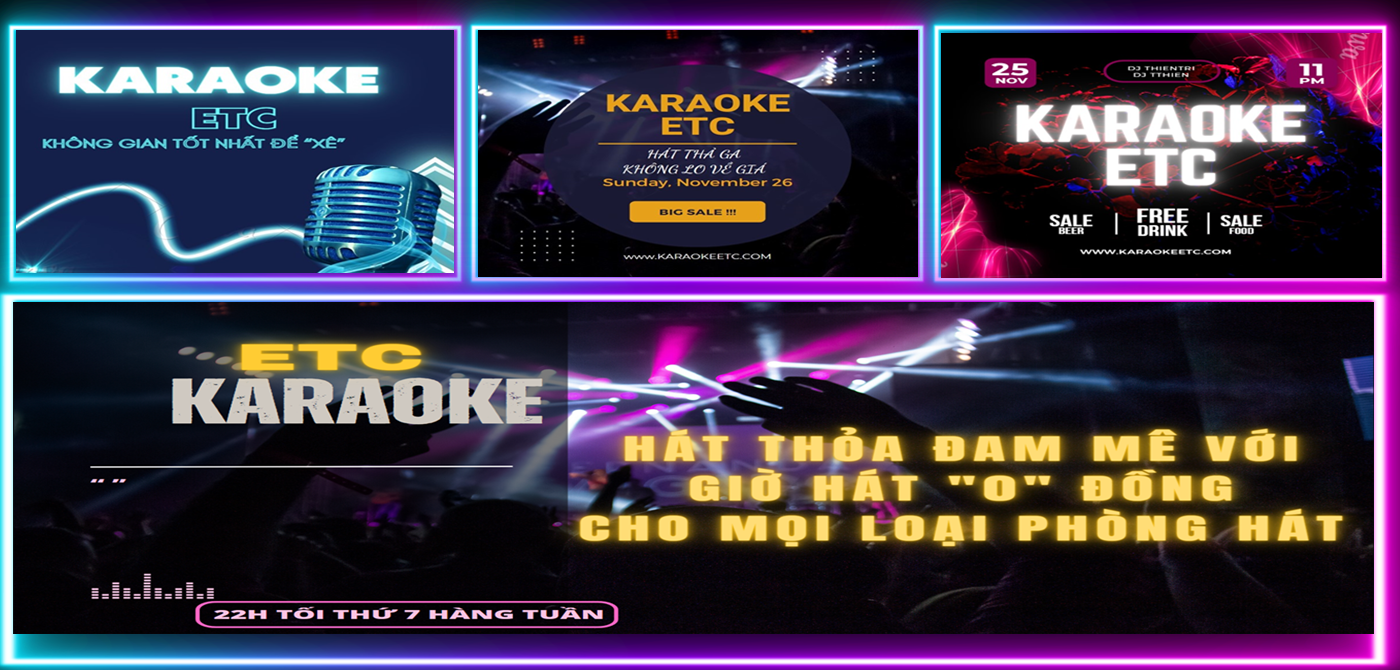 KARAOKE
ETC
KHÔNG GIAN TỐT NHẤT ĐỂ “XẾ”
KARAOKE
ETC
HÁT THẢ GA
KHÔNG LO VỀ GIÁ
Sunday, November 26
BIG SALE !!!
WWW.KARAOKEETC.COM
25
NOV
DJ THIENTRI
DJ TTHIEN
11
PM
KARAOKE
ETC
SALE
BEER
FREE
DRINK
SALE
FOOD
WWW.KARAOKEETC.COM
ETC
KARAOKE
“ ”
HÁT THỎA ĐAM MÊ VỚI
GIỜ HÁT "O" ĐỒNG
CHO MỌI LOẠI PHÒNG HÁT
22H TỐI THỨ 7 HÀNG TUẦN